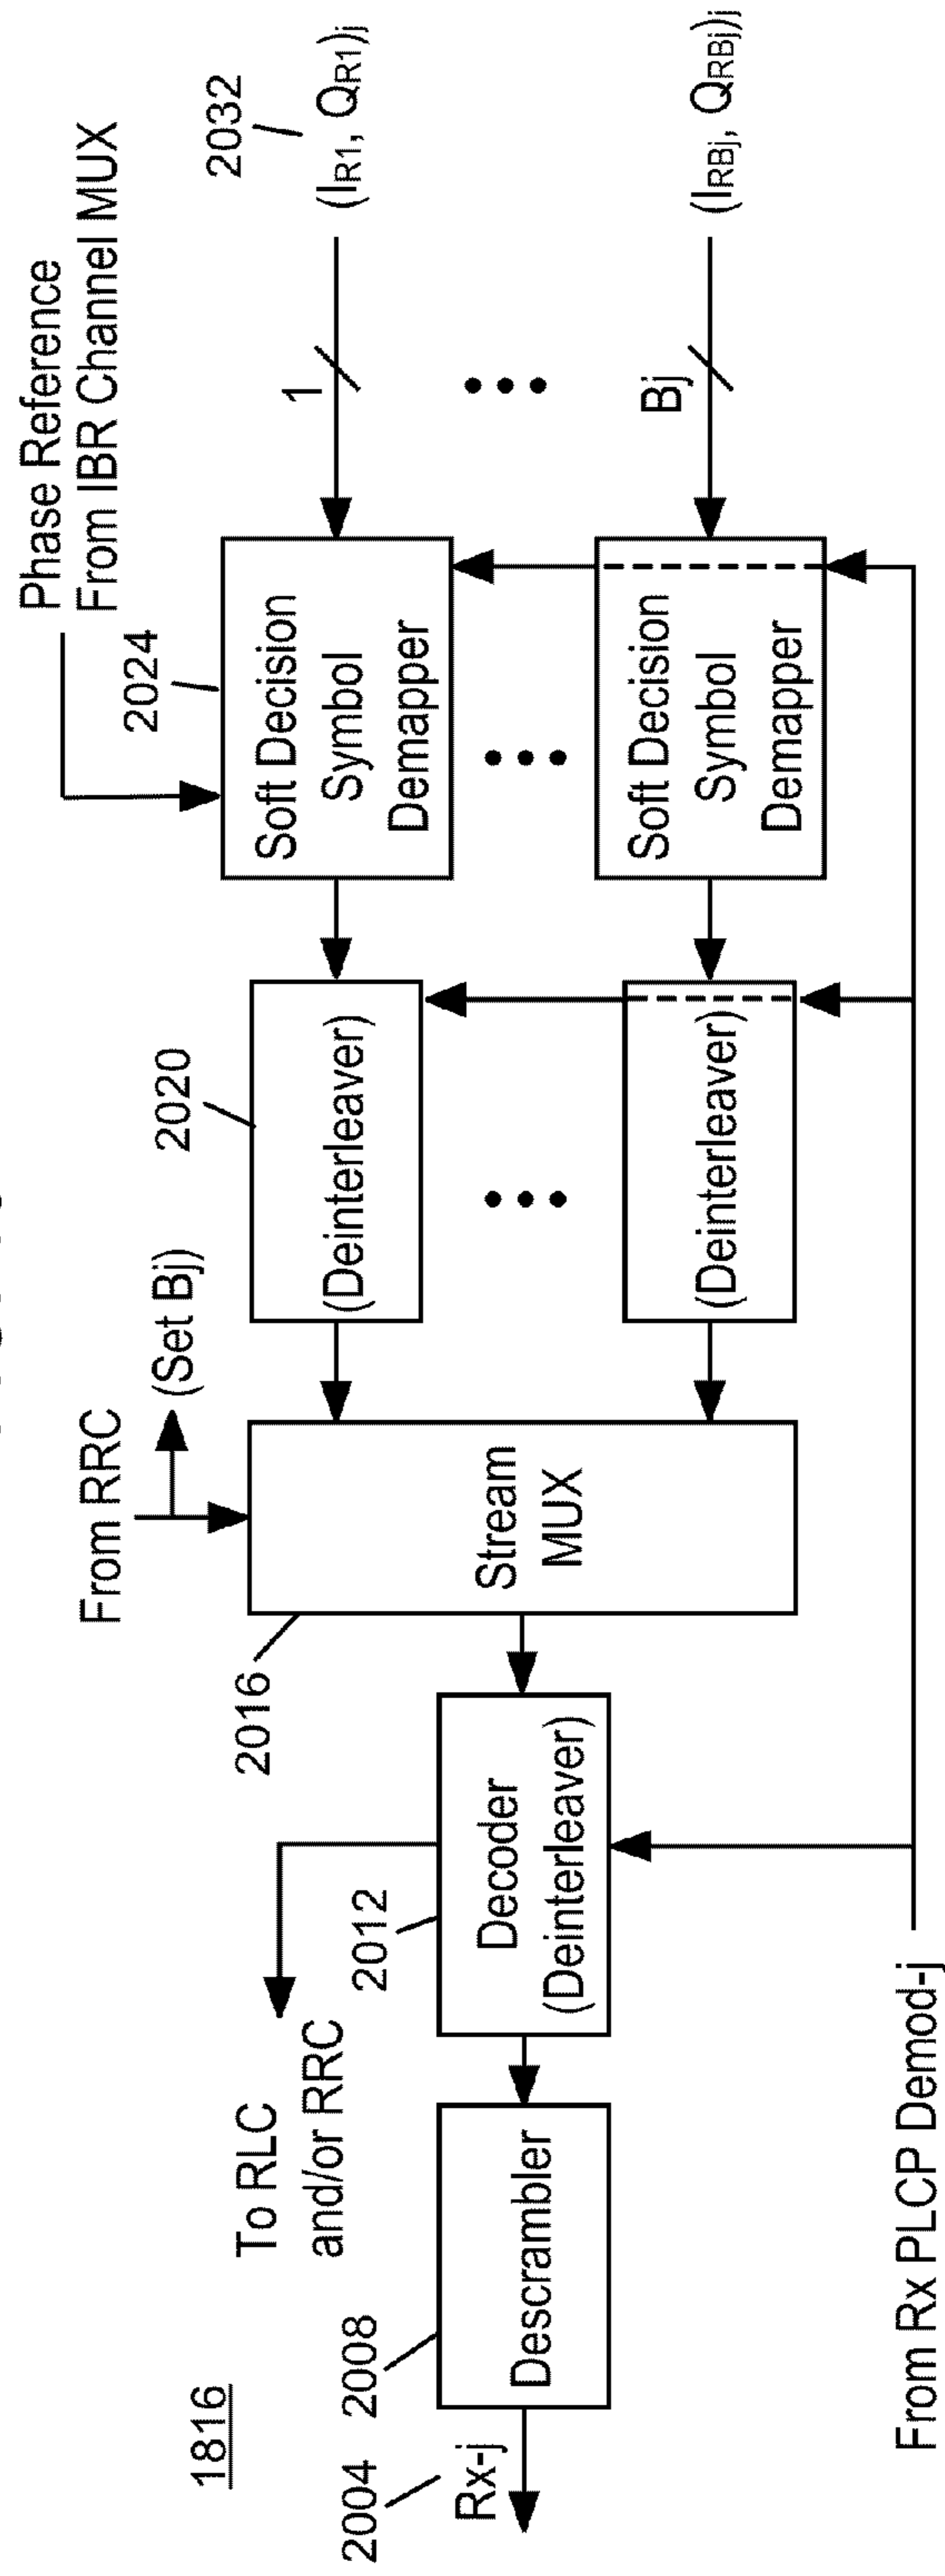 1816
2004
Rx-j
2008
Descrambler
To RLC
and/or RRC
2012
Decoder
(Deinterleaver)
2016
Stream
MUX
From RRC
(Set Bj)
2020
(Deinterleaver)
(Deinterleaver)
2024
Soft Decision
Symbol
Demapper
Soft Decision
Symbol
Demapper
Phase Reference
From IBR Channel MUX
1
Bj
2032
(IR1, QR1)j
(IRBj, QRBj)j
From Rx PLCP Demod-j